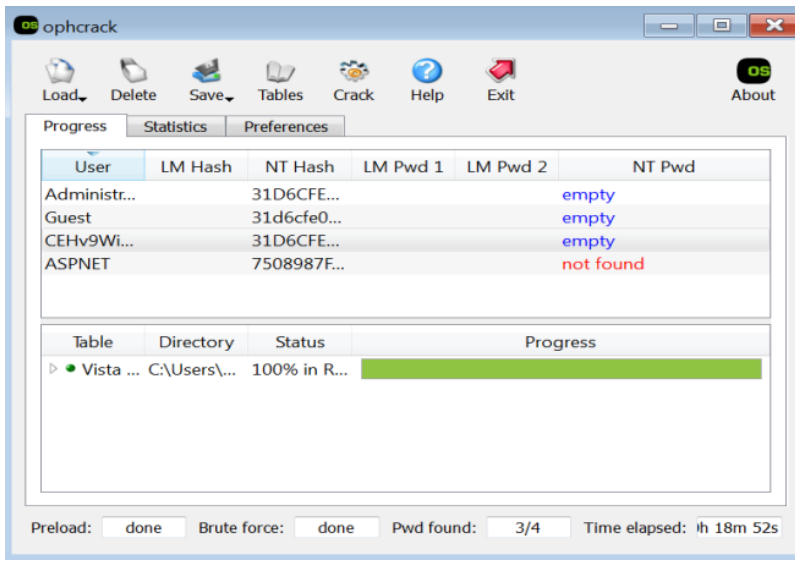 OS ophcrack
OS
Load Delete Save Tables Crack Help Exit About
Progress Statistics Preferences
User LM Hash NT Hash LM Pwd 1 LM Pwd 2 NT Pwd
Administr... 31D6CFE... empty
Guest 31d6cfe0... empty
CEHv9Wi... 31D6CFE... empty
ASPNET 7508987F... not found
Table Directory Status Progress
Vista ... C:\Users\... 100% in R...
Preload: done Brute force: done Pwd found: 3/4 Time elapsed: h 18m 52s